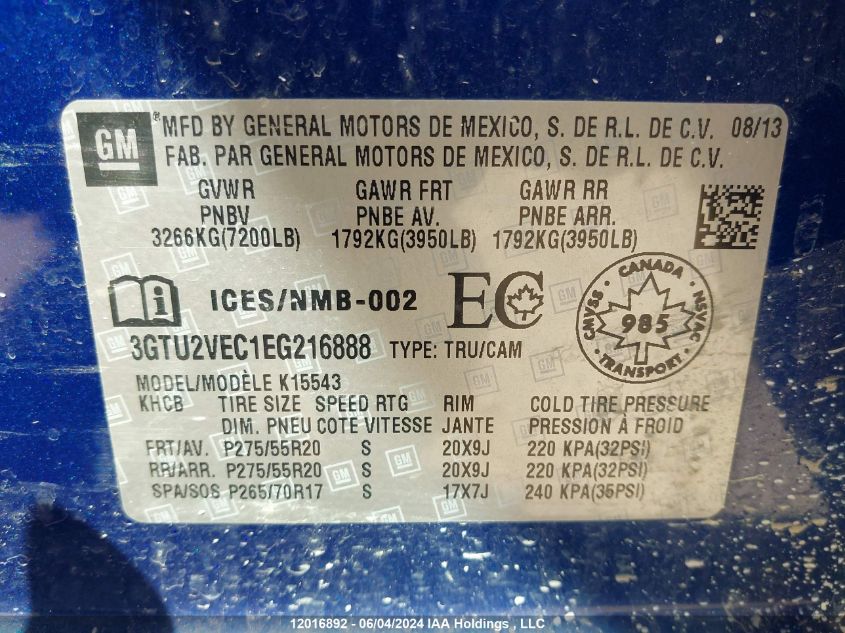 GM ® MFD BY GENERAL MOTORS DE MEXICO, S. DE R.L. DE C.V. 08/13
FAB. PAR GENERAL MOTORS DE MEXICO, S. DE R.L. DE C.V.
GVWR GAWR FRT GAWR RR
PNBV PNBE AV. PNBE ARR.
3266KG(7200LB) 1792KG(3950LB) 1792KG(3950LB)
i ICES/NMB-002 EC
CANADA
CMVSS 985 NSVAC
TRANSPORT
3GTU2VEC1EG216888 TYPE: TRU/CAM
MODEL/MODÈLE K15543
KHCB TIRE SIZE SPEED RTG RIM COLD TIRE PRESSURE
DIM. PNEU COTE VITESSE JANTE PRESSION À FROID
FRT/AV. P275/55R20 S 20X9J 220 KPA(32PSI)
RR/ARR. P275/55R20 S 20X9J 220 KPA(32PSI)
SPA/SOS P265/70R17 S 17X7J 240 KPA(35PSI)
12016892 - 06/04/2024 IAA Holdings, LLC